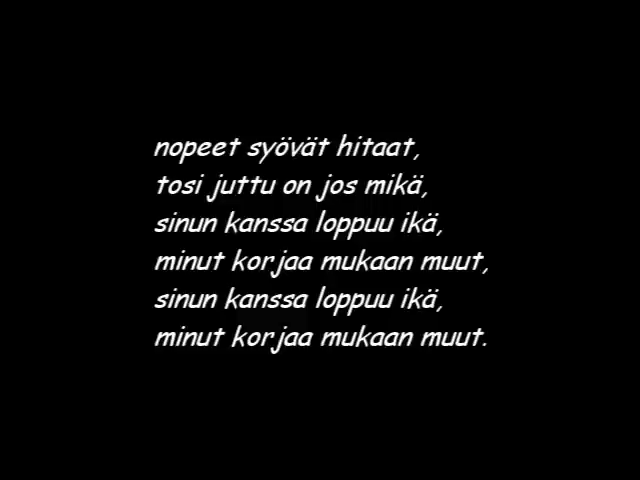 nopeet syövät hitaat,
tosi juttu on jos mikä,
sinun kanssa loppuu ikä,
minut korjaa mukaan muut,
sinun kanssa loppuu ikä,
minut korjaa mukaan muut.